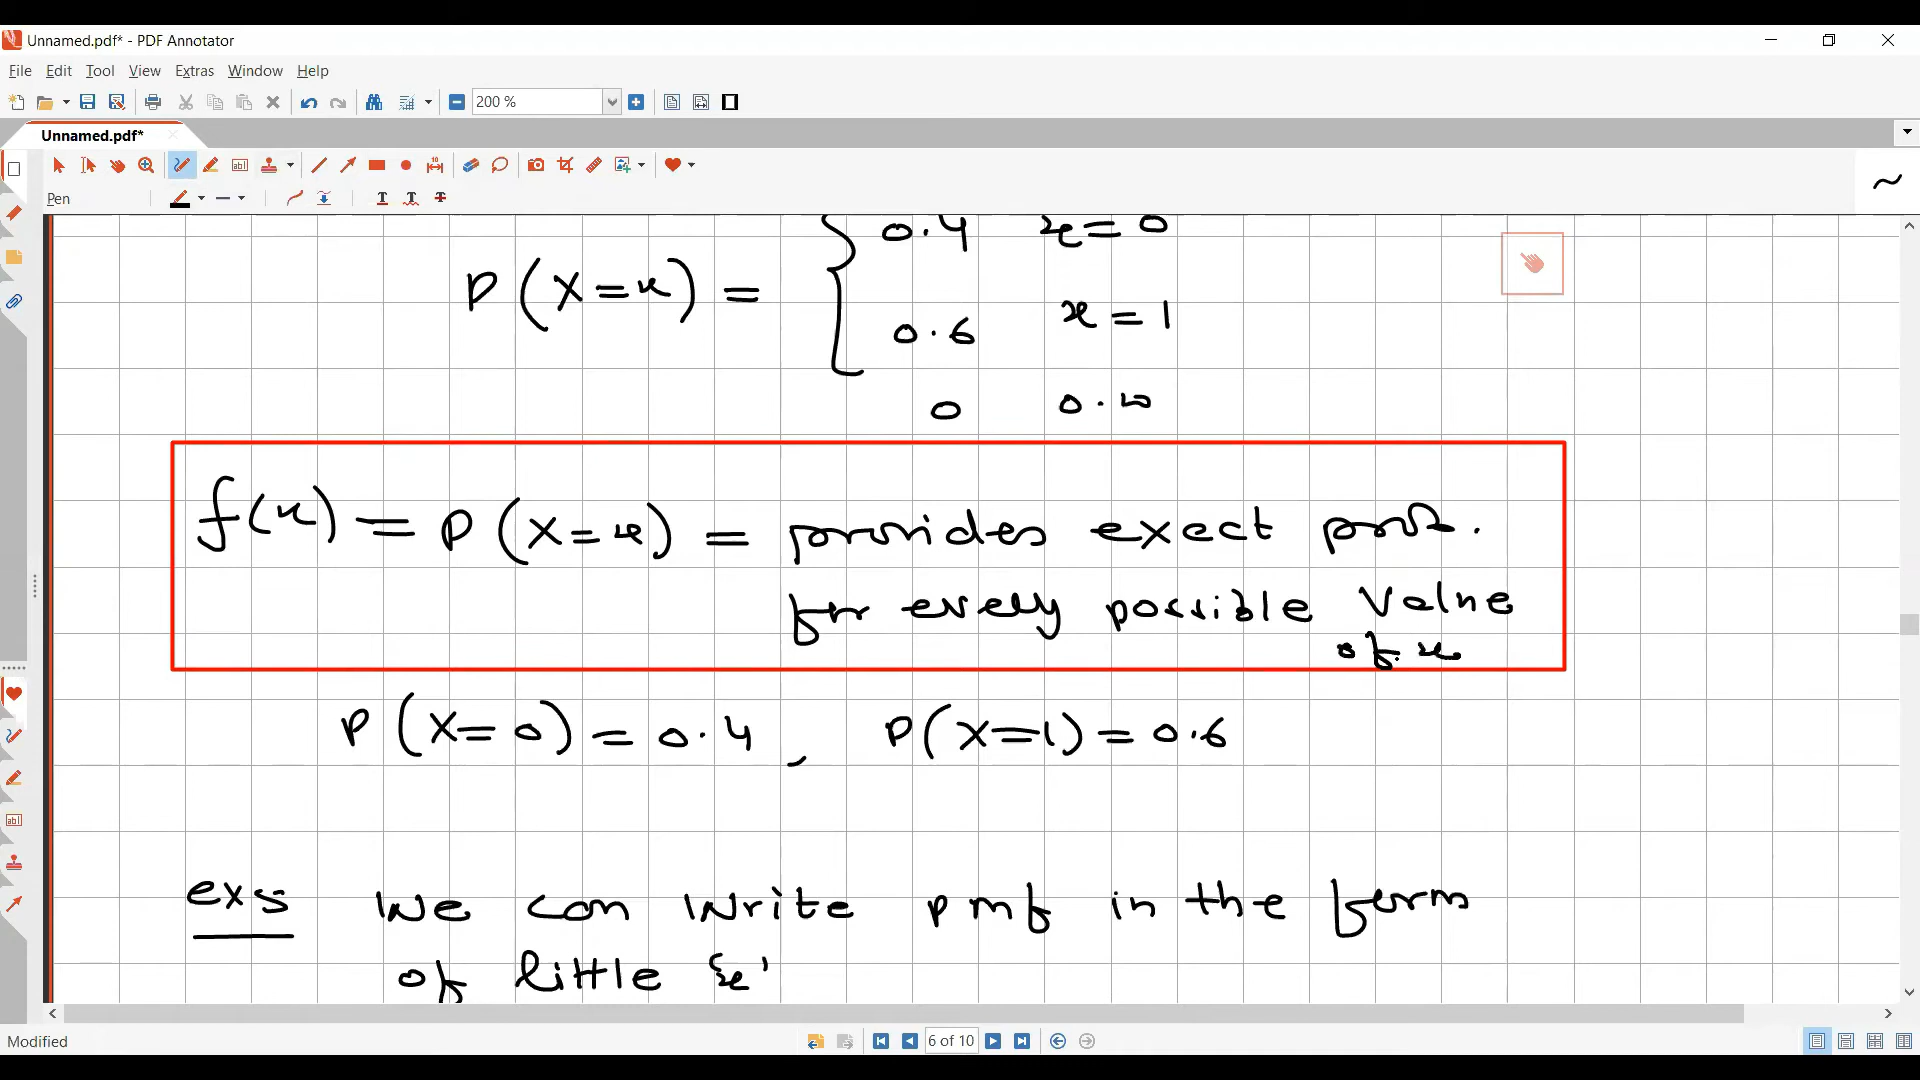 Unnamed.pdf* - PDF Annotator
File Edit Tool View Extras Window Help
200 %
Unnamed.pdf*
Pen
0.4 x=0
P(X=x) =
0.6 x=1
0 0.w
f(x) = P(X=x) = provides exect prob.
for every possible Value
of x
P(X=0) = 0.4, P(X=1) = 0.6
exs We can Write pmf in the form
of little 'x'
Modified
6 of 10